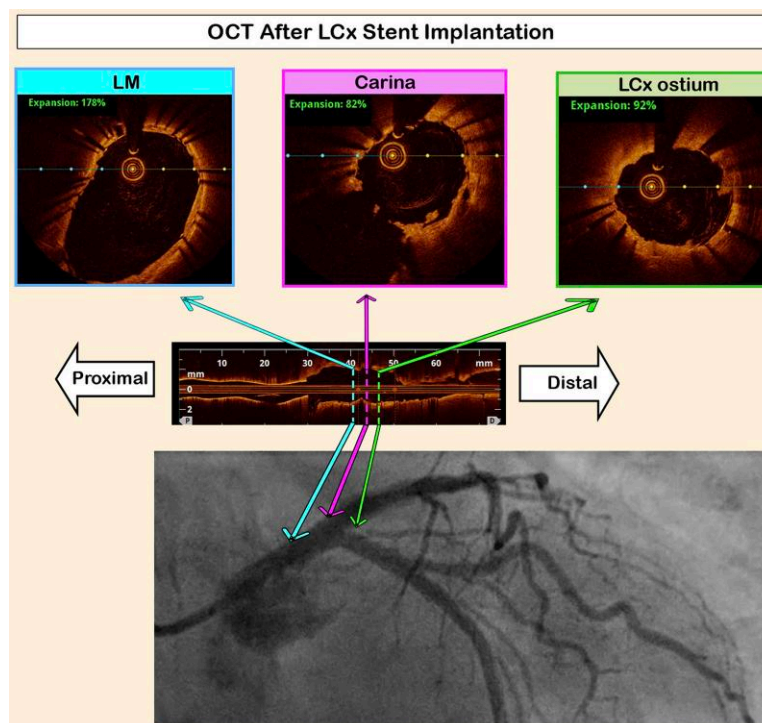 OCT After LCx Stent Implantation
LM
Carina
LCx ostium
Expansion: 178%
Expansion: 82%
Expansion: 92%
Proximal
10 20 30 40 50 60 mm
mm
0
2
P
D
Distal